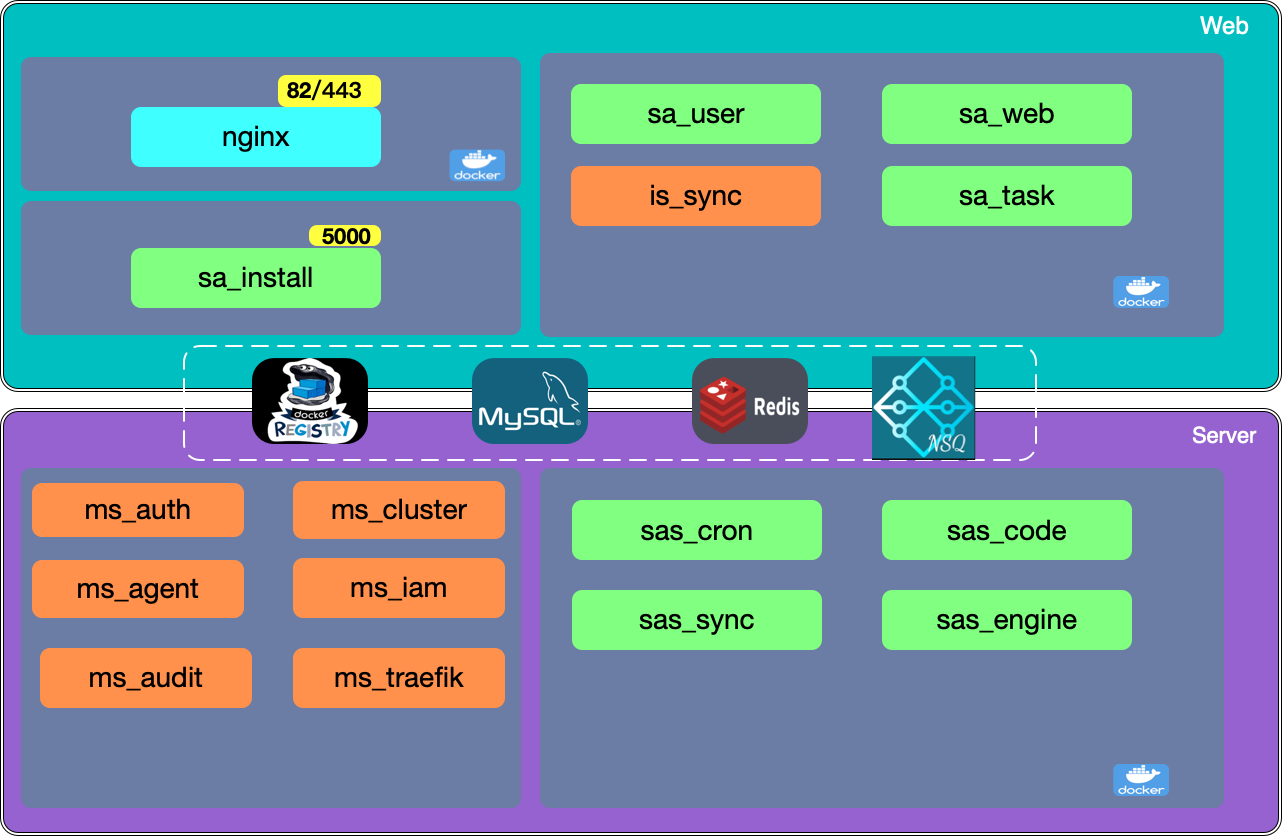 Web
82/443
nginx
docker
5000
sa_install
sa_user
sa_web
is_sync
sa_task
docker
docker
REGISTRY
MySQL®
Redis
NSQ
Server
ms_auth
ms_cluster
ms_agent
ms_iam
ms_audit
ms_traefik
sas_cron
sas_code
sas_sync
sas_engine
docker